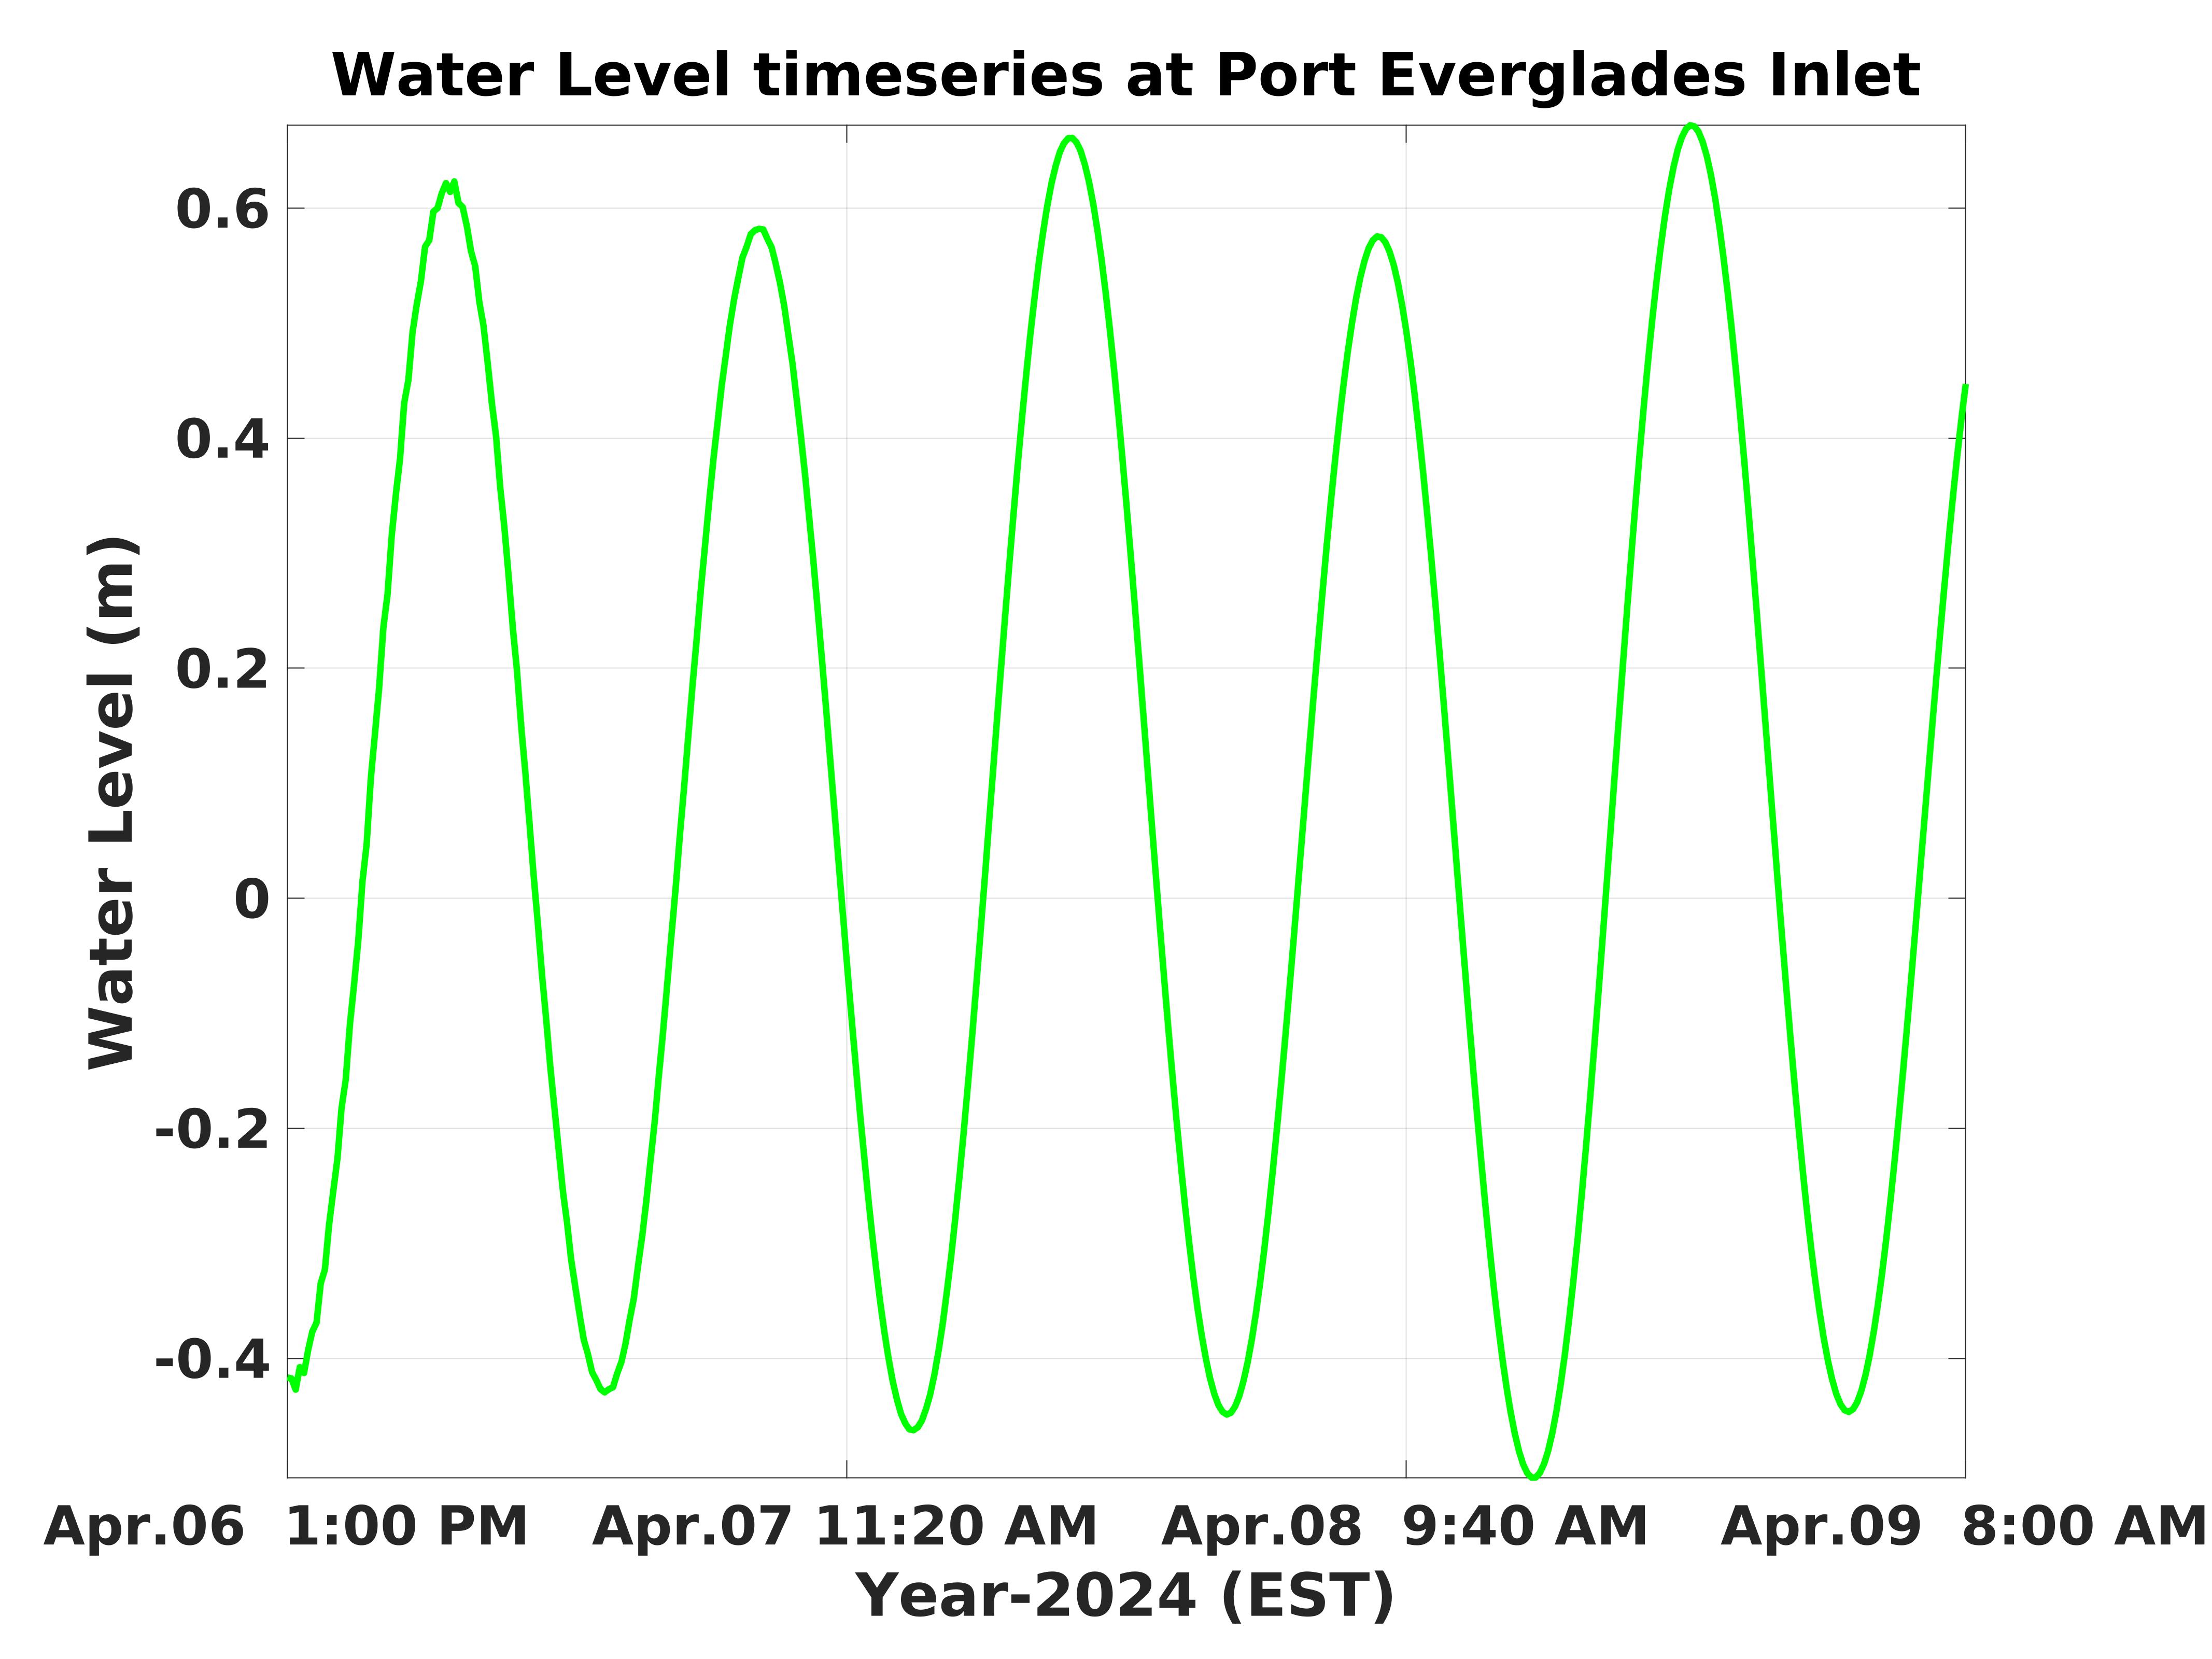 Water Level timeseries at Port Everglades Inlet
0.6
0.4
0.2
0
-0.2
-0.4
Water Level (m)
Apr.06 1:00 PM Apr.07 11:20 AM Apr.08 9:40 AM Apr.09 8:00 AM
Year-2024 (EST)